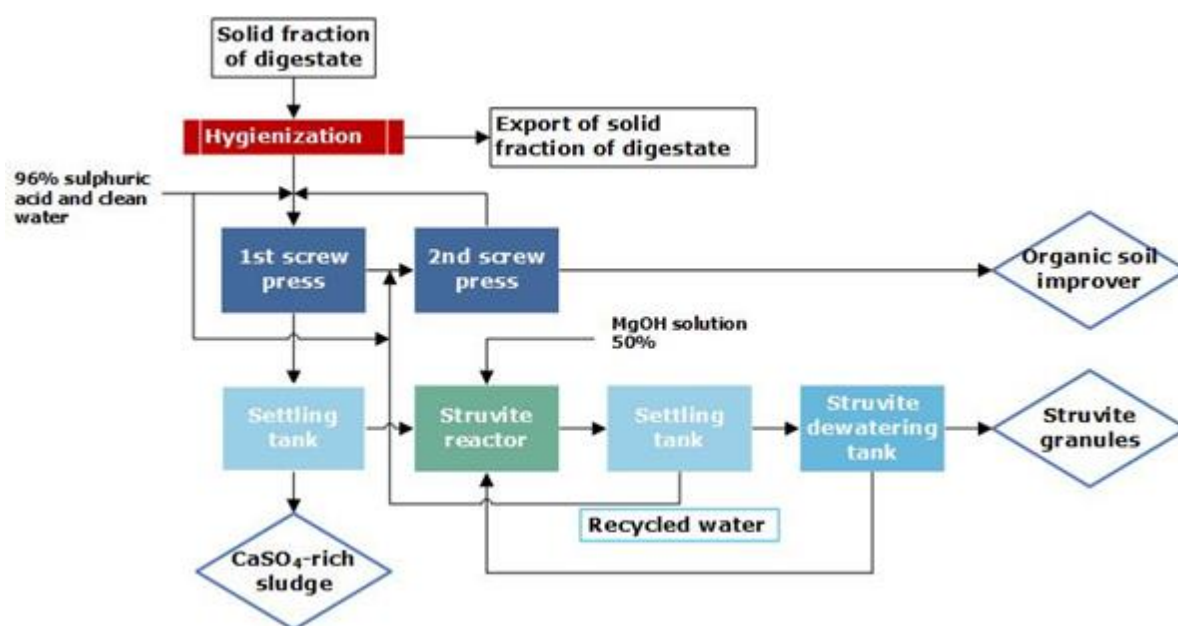 Solid fraction
of digestate
Hygienization
Export of solid
fraction of digestate
96% sulphuric
acid and clean
water
1st screw
press
2nd screw
press
Organic soil
improver
MgOH solution
50%
Settling
tank
Struvite
reactor
Settling
tank
Struvite
dewatering
tank
Struvite
granules
Recycled water
CaSO₄-rich
sludge